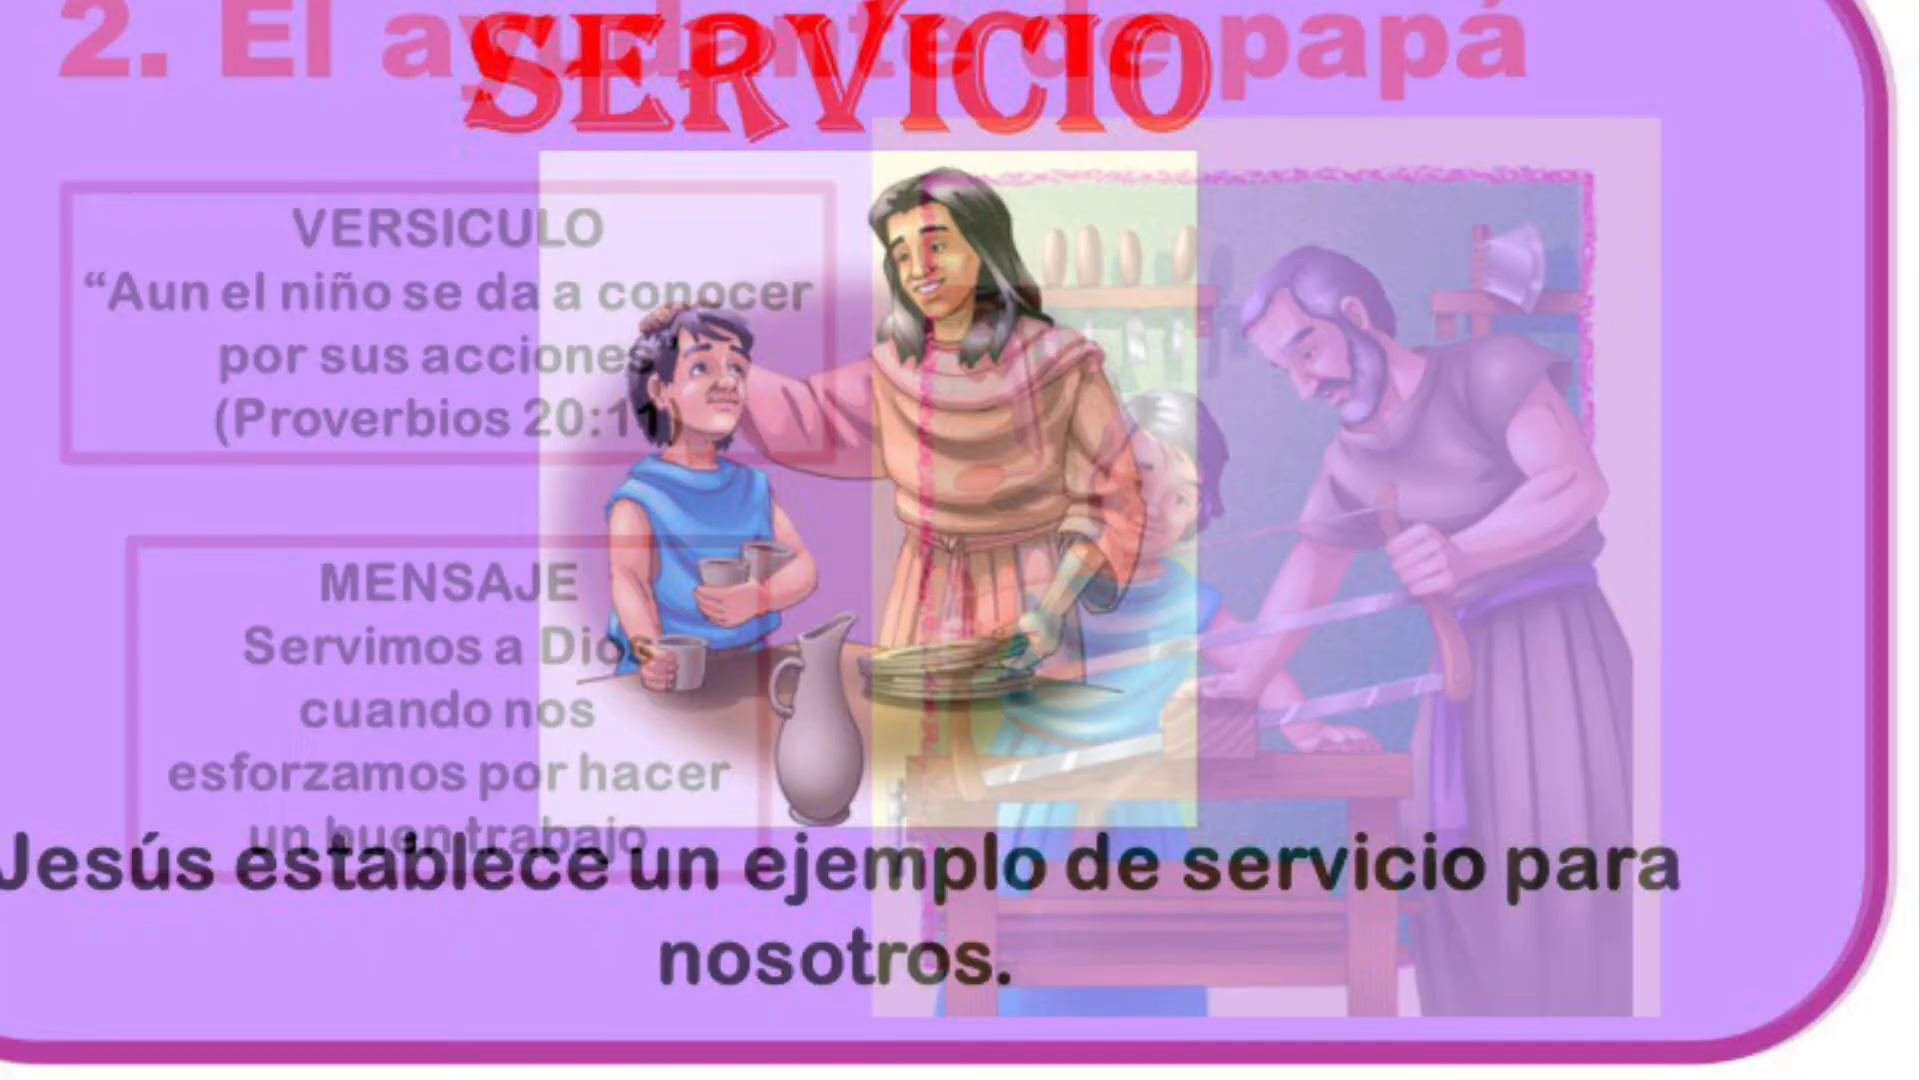 2. El ayudante de papá
SERVICIO
VERSICULO
“Aun el niño se da a conocer
por sus acciones”
(Proverbios 20:11)
MENSAJE
Servimos a Dios
cuando nos
esforzamos por hacer
un buen trabajo
Jesús establece un ejemplo de servicio para
nosotros.